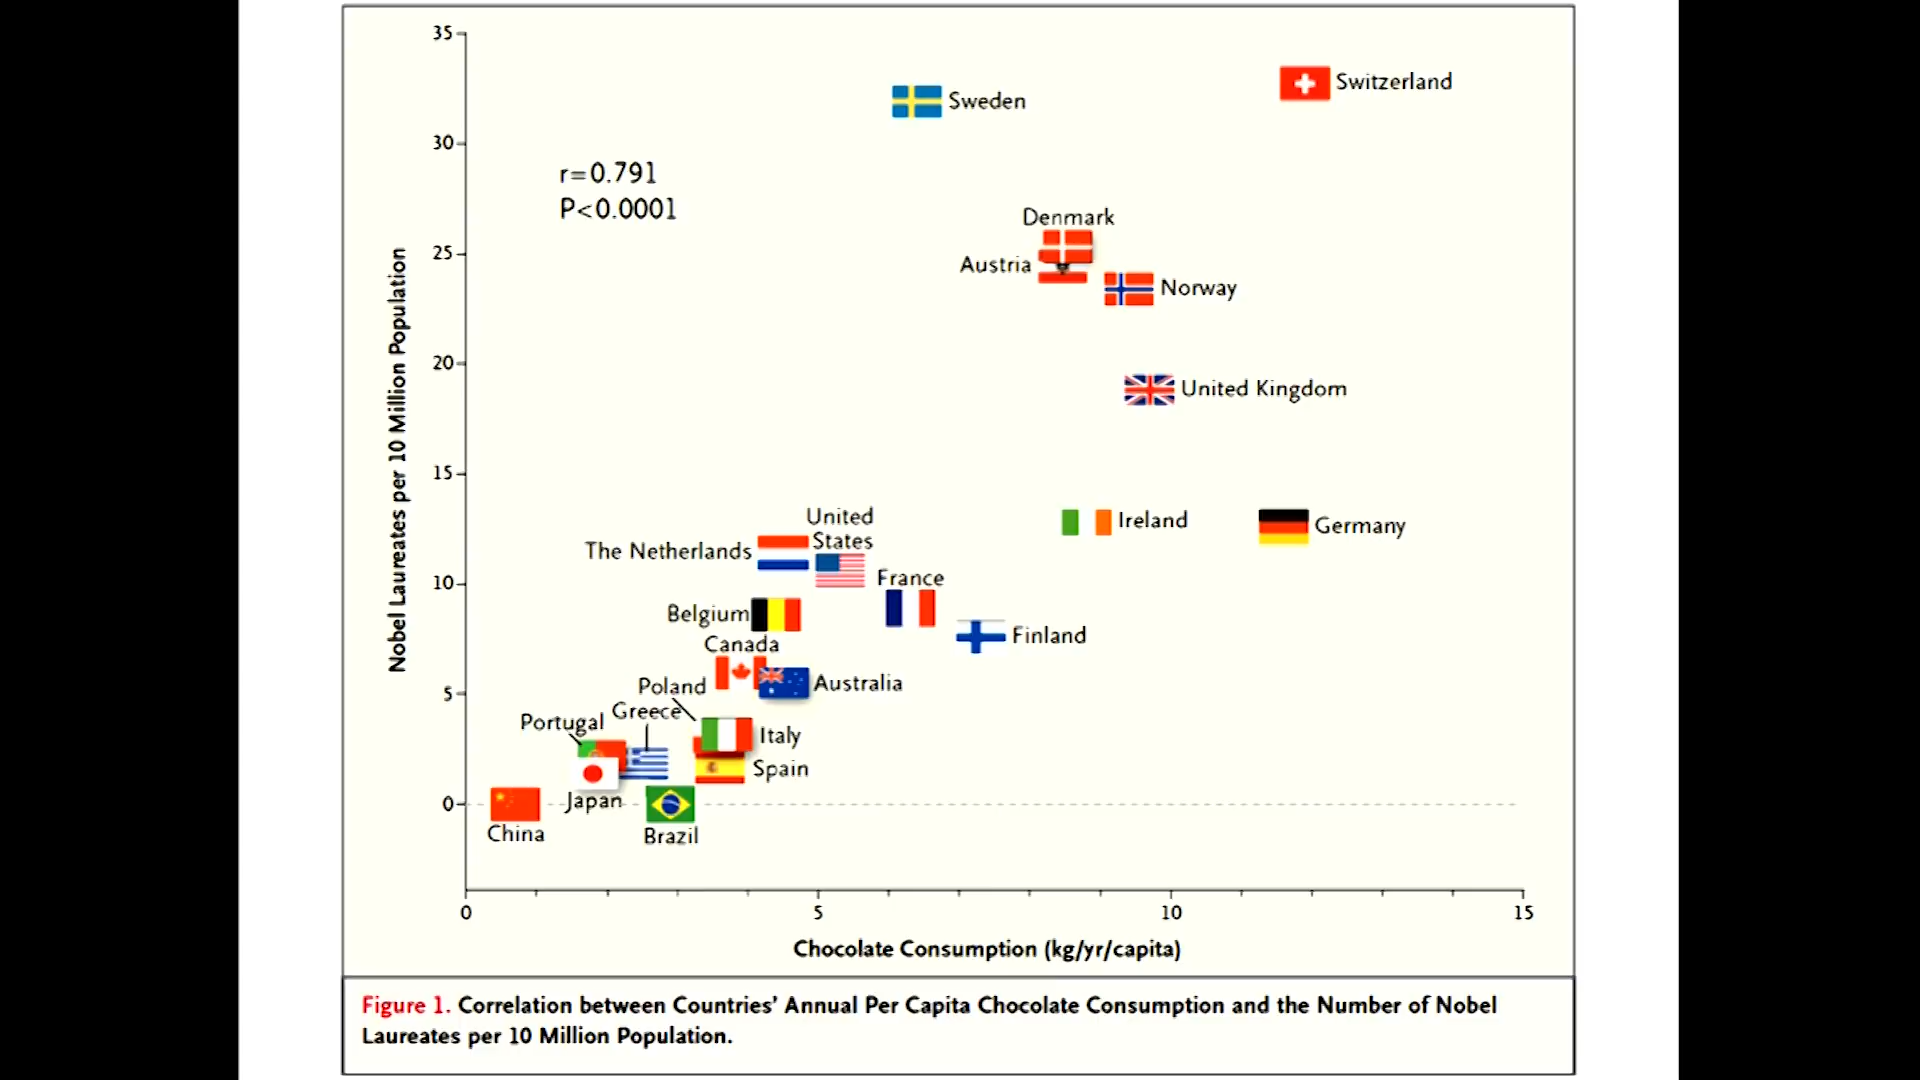 35
Switzerland
Sweden
30
r=0.791
P<0.0001
Denmark
25
Austria
Norway
Nobel Laureates per 10 Million Population
20
United Kingdom
15
United
States
Ireland
Germany
The Netherlands
France
10
Belgium
Finland
Canada
Australia
Poland
5
Greece
Portugal
Italy
Spain
0
Japan
China
Brazil
0
5
10
15
Chocolate Consumption (kg/yr/capita)
Figure 1. Correlation between Countries' Annual Per Capita Chocolate Consumption and the Number of Nobel
Laureates per 10 Million Population.